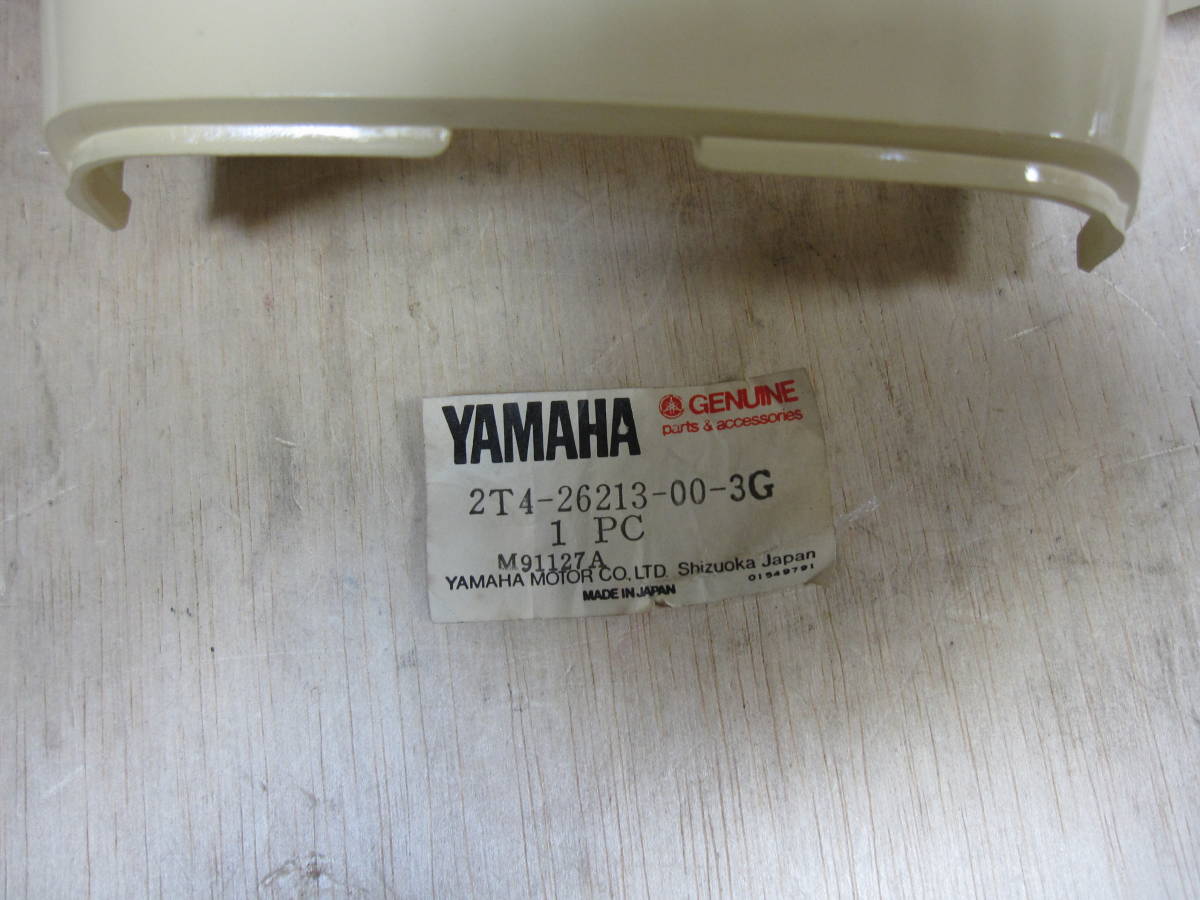 YAMAHA GENUINE
parts & accessories
2T4-26213-00-3G
1 PC
M91127A
YAMAHA MOTOR CO., LTD. Shizuoka Japan
01549791
MADE IN JAPAN